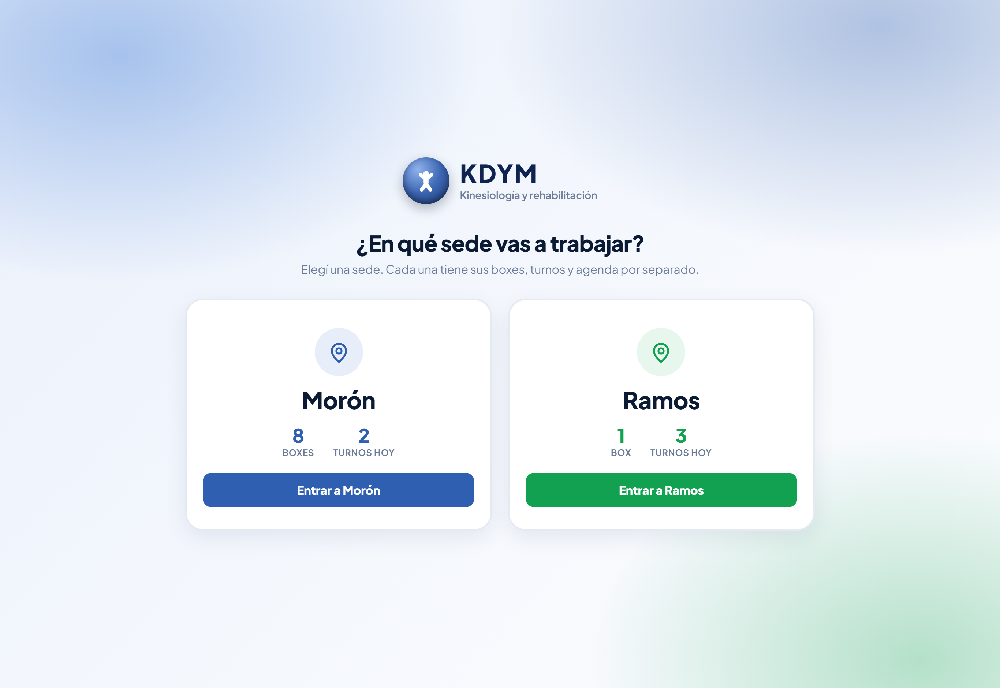 KDYM
Kinesiología y rehabilitación
¿En qué sede vas a trabajar?
Elegí una sede. Cada una tiene sus boxes, turnos y agenda por separado.
Morón
8 2
BOXES TURNOS HOY
Entrar a Morón
Ramos
1 3
BOX TURNOS HOY
Entrar a Ramos